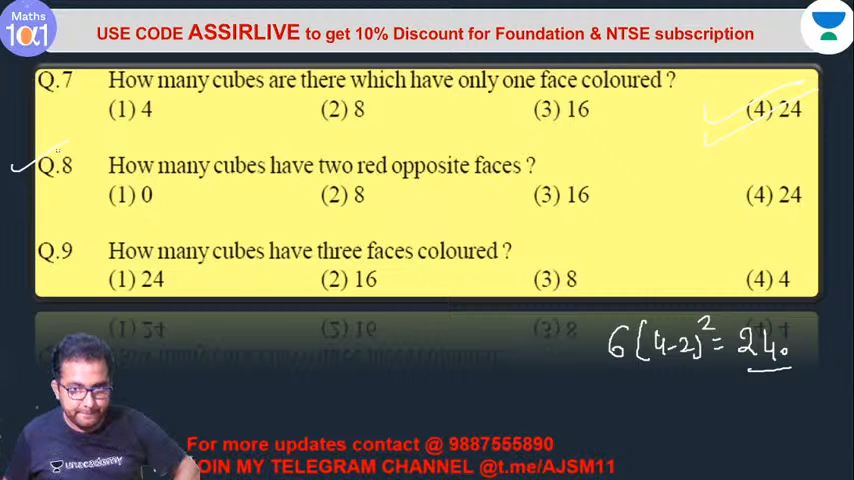 Maths
1α1
USE CODE ASSIRLIVE to get 10% Discount for Foundation & NTSE subscription
Q.7 How many cubes are there which have only one face coloured ?
(1) 4 (2) 8 (3) 16 (4) 24
Q.8 How many cubes have two red opposite faces ?
(1) 0 (2) 8 (3) 16 (4) 24
Q.9 How many cubes have three faces coloured ?
(1) 24 (2) 16 (3) 8 (4) 4
6(4-2)²= 24.
unacademy
For more updates contact @ 9887555890
OIN MY TELEGRAM CHANNEL @t.me/AJSM11